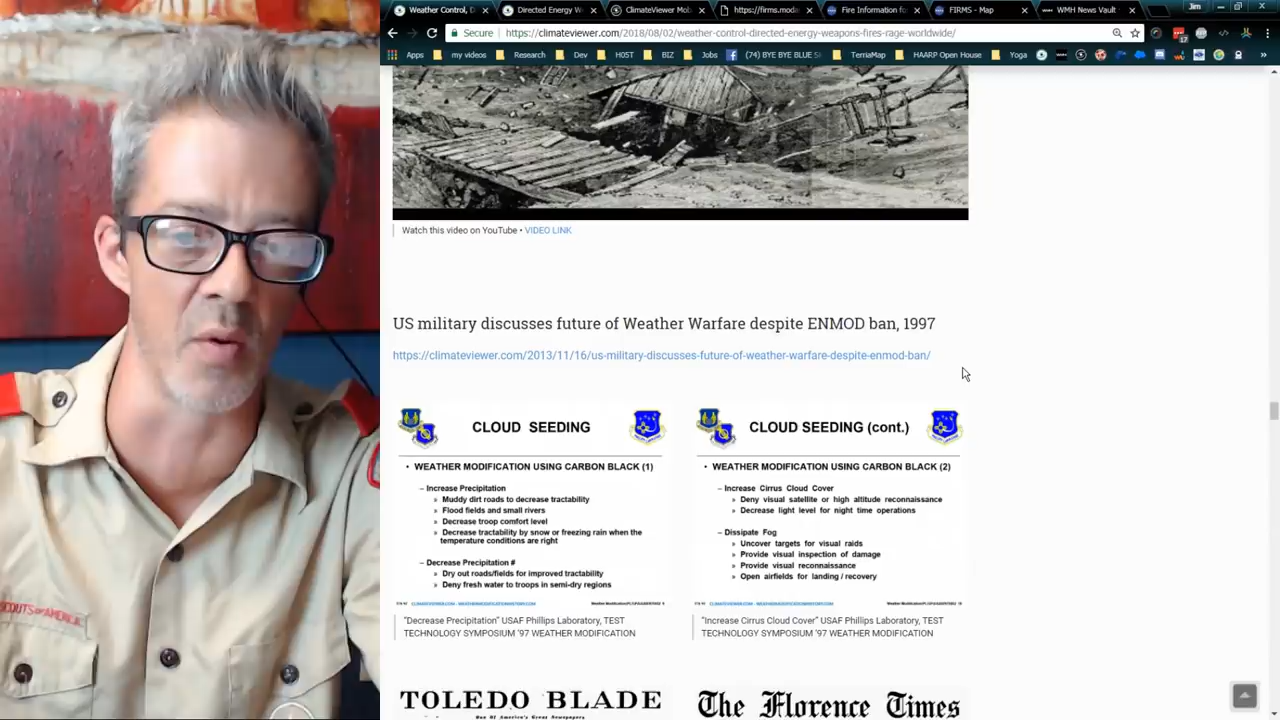 Weather Control, D
Directed Energy W
ClimateViewer Mob
https://firms.moda
Fire Information fo
FIRMS - Map
WMH News Vault
Jim
Secure
https://climateviewer.com/2018/08/02/weather-control-directed-energy-weapons-fires-rage-worldwide/
Apps
my videos
Research
Dev
H0ST
BIZ
Jobs
(74) BYE BYE BLUE S
TerriaMap
HAARP Open House
Yoga
Watch this video on YouTube • VIDEO LINK
US military discusses future of Weather Warfare despite ENMOD ban, 1997
https://climateviewer.com/2013/11/16/us-military-discusses-future-of-weather-warfare-despite-enmod-ban/
CLOUD SEEDING
• WEATHER MODIFICATION USING CARBON BLACK (1)
– Increase Precipitation
» Muddy dirt roads to decrease tractability
» Flood fields and small rivers
» Decrease troop comfort level
» Decrease tractability by snow or freezing rain when the
temperature conditions are right
– Decrease Precipitation #
» Dry out roads/fields for improved tractability
» Deny fresh water to troops in semi-dry regions
CLOUD SEEDING (cont.)
• WEATHER MODIFICATION USING CARBON BLACK (2)
– Increase Cirrus Cloud Cover
» Deny visual satellite or high altitude reconnaissance
» Decrease light level for night time operations
– Dissipate Fog
» Uncover targets for visual raids
» Provide visual inspection of damage
» Provide visual reconnaissance
» Open airfields for landing / recovery
"Decrease Precipitation" USAF Phillips Laboratory, TEST
TECHNOLOGY SYMPOSIUM '97 WEATHER MODIFICATION
"Increase Cirrus Cloud Cover" USAF Phillips Laboratory, TEST
TECHNOLOGY SYMPOSIUM '97 WEATHER MODIFICATION
TOLEDO BLADE
One Of America's Great Newspapers
The Florence Times
SCOUTS OF AMERICA